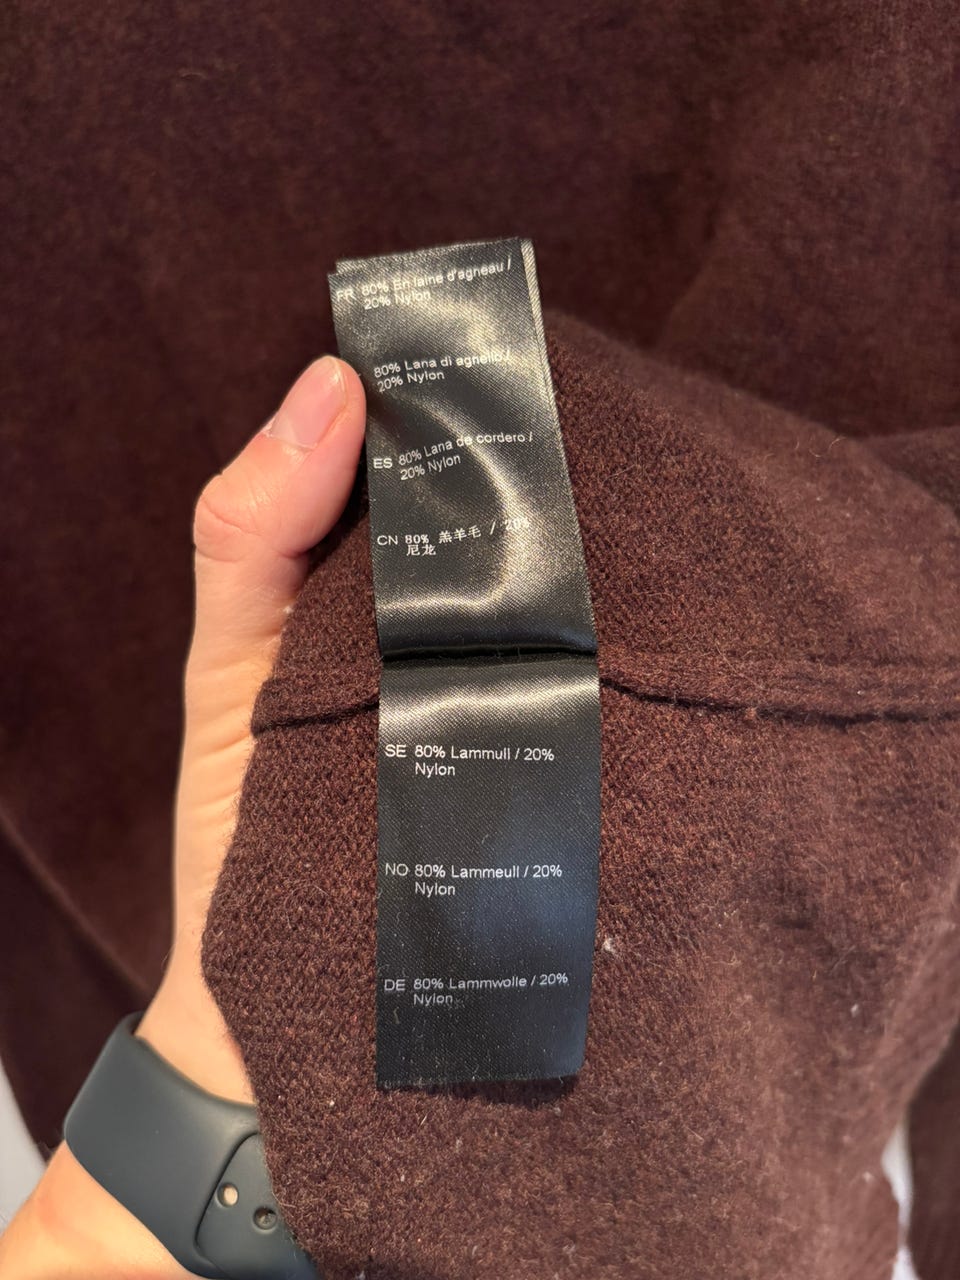 FR 80% En laine d'agneau /
20% Nylon
80% Lana di agnello /
20% Nylon
ES 80% Lana de cordero /
20% Nylon
CN 80% 羔羊毛 / 20%
尼龙
SE 80% Lammull / 20%
Nylon
NO 80% Lammeull / 20%
Nylon
DE 80% Lammwolle / 20%
Nylon